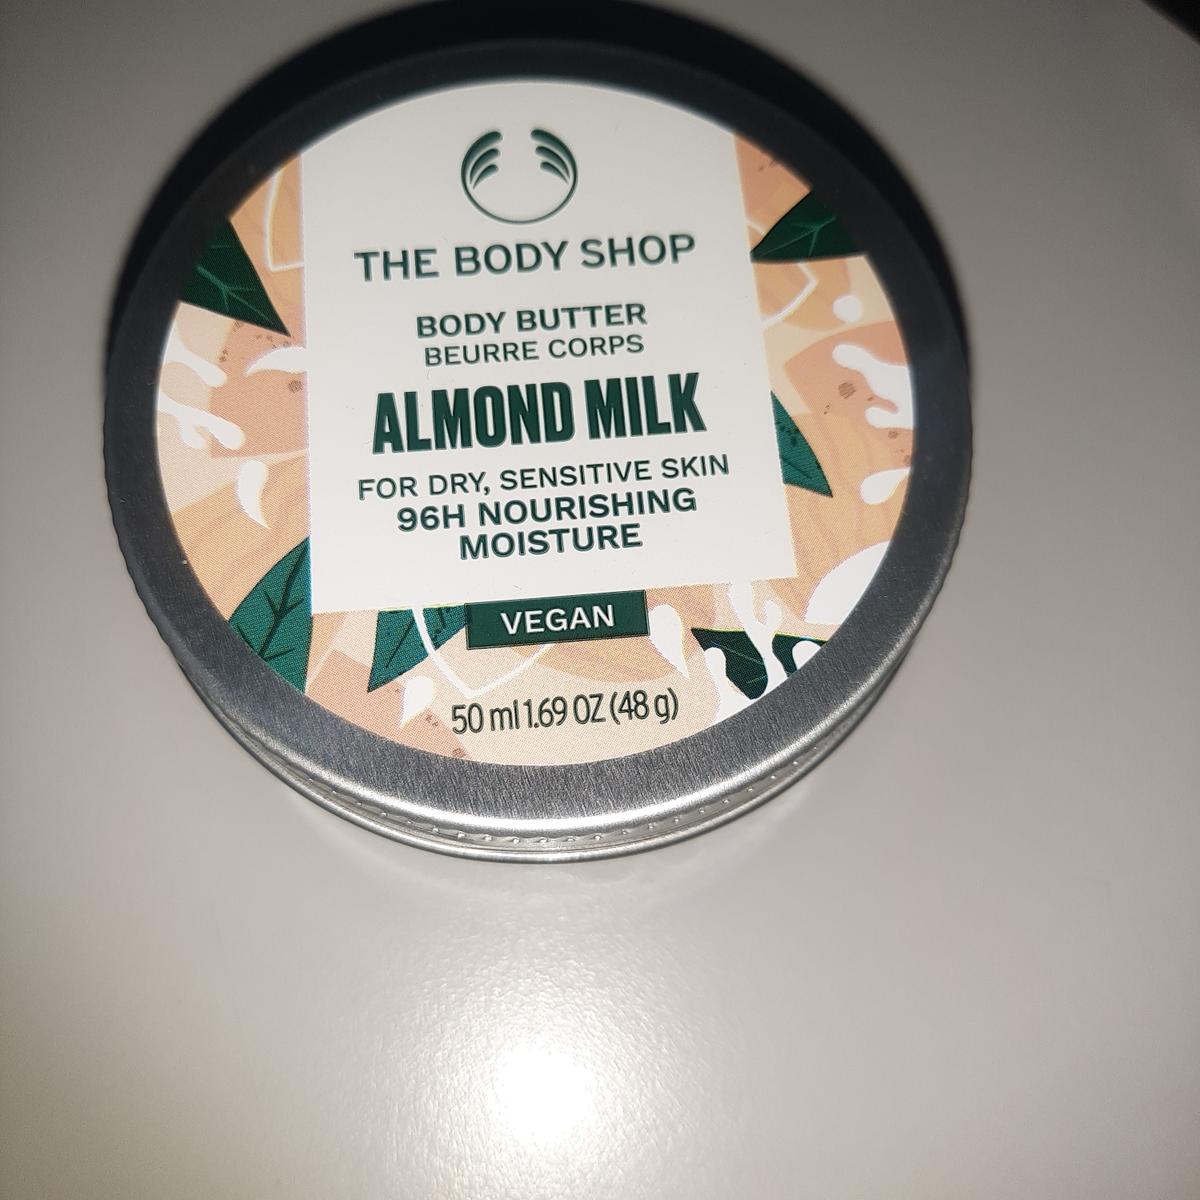 THE BODY SHOP
BODY BUTTER
BEURRE CORPS
ALMOND MILK
FOR DRY, SENSITIVE SKIN
96H NOURISHING
MOISTURE
VEGAN
50 ml 1.69 OZ (48 g)